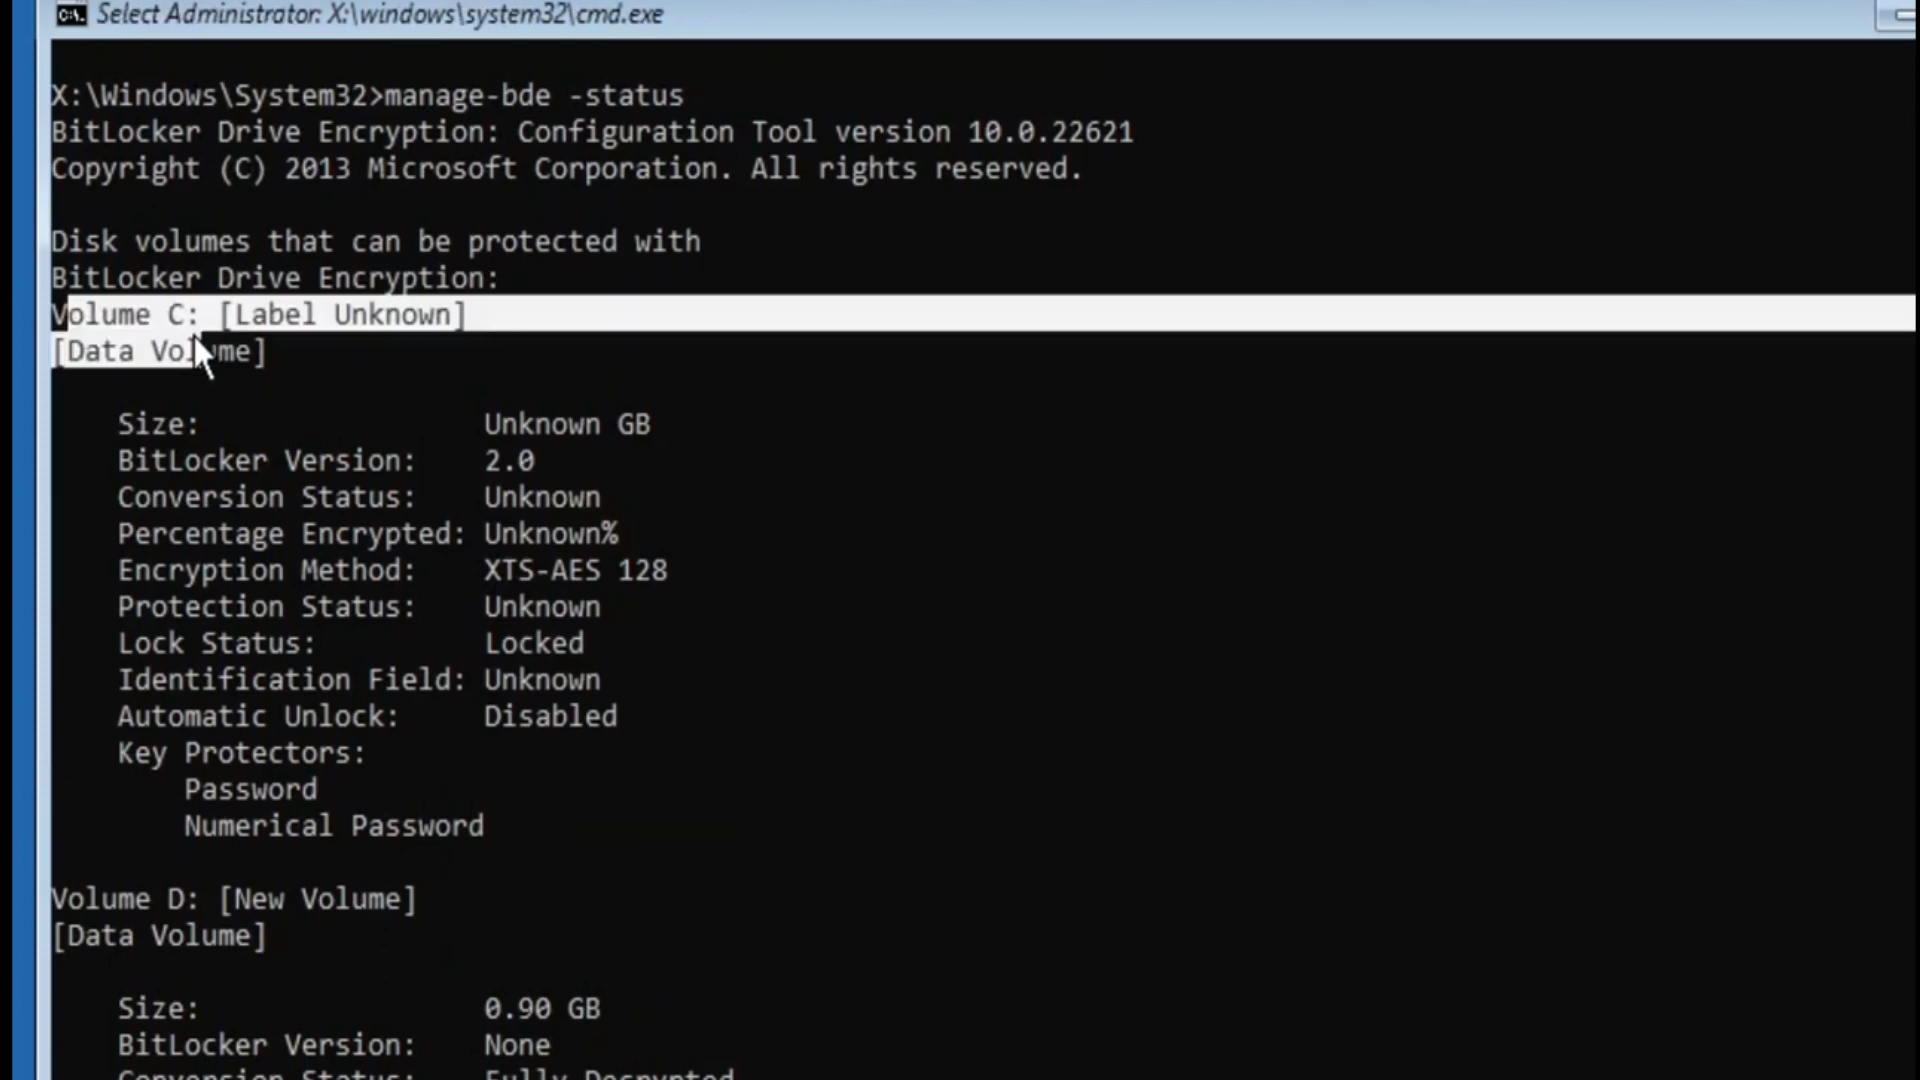 Select Administrator: X:\windows\system32\cmd.exe
X:\Windows\System32>manage-bde -status
BitLocker Drive Encryption: Configuration Tool version 10.0.22621
Copyright (C) 2013 Microsoft Corporation. All rights reserved.
Disk volumes that can be protected with
BitLocker Drive Encryption:
Volume C: [Label Unknown]
[Data Volume]
Size: Unknown GB
BitLocker Version: 2.0
Conversion Status: Unknown
Percentage Encrypted: Unknown%
Encryption Method: XTS-AES 128
Protection Status: Unknown
Lock Status: Locked
Identification Field: Unknown
Automatic Unlock: Disabled
Key Protectors:
Password
Numerical Password
Volume D: [New Volume]
[Data Volume]
Size: 0.90 GB
BitLocker Version: None
Conversion Status: Fully Decrypted